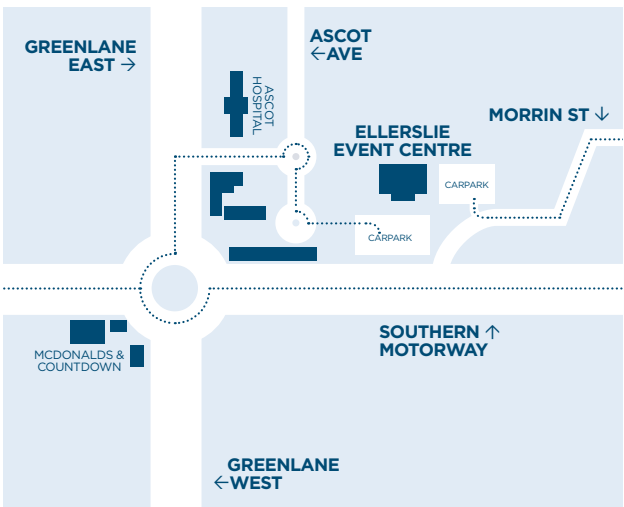 GREENLANE
EAST →
ASCOT
←AVE
ASCOT
HOSPITAL
MORRIN ST ↓
ELLERSLIE
EVENT CENTRE
CARPARK
CARPARK
SOUTHERN ↑
MOTORWAY
MCDONALDS &
COUNTDOWN
GREENLANE
←WEST